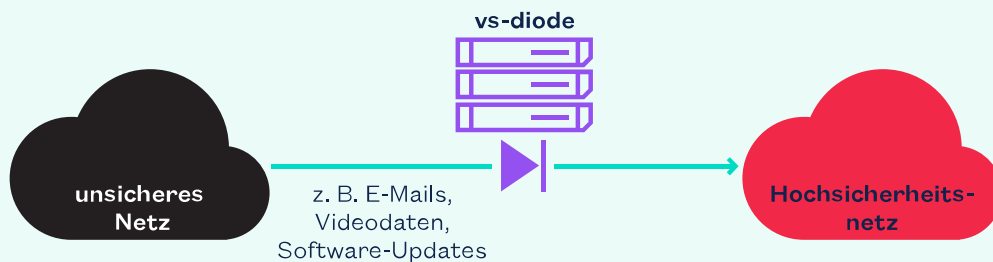 vs-diode
unsicheres
Netz
z. B. E-Mails,
Videodaten,
Software-Updates
Hochsicherheits-
netz